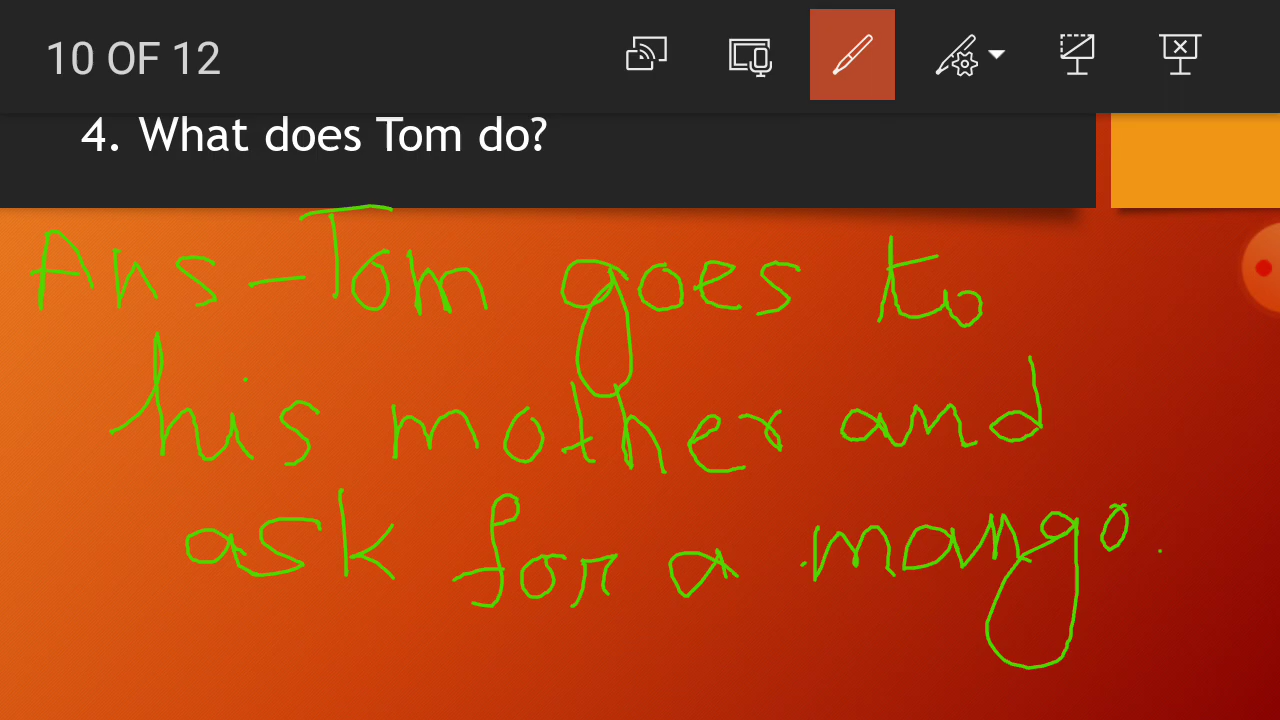 10 OF 12
4. What does Tom do?
Ans-Tom goes to
his mother and
ask for a mango.